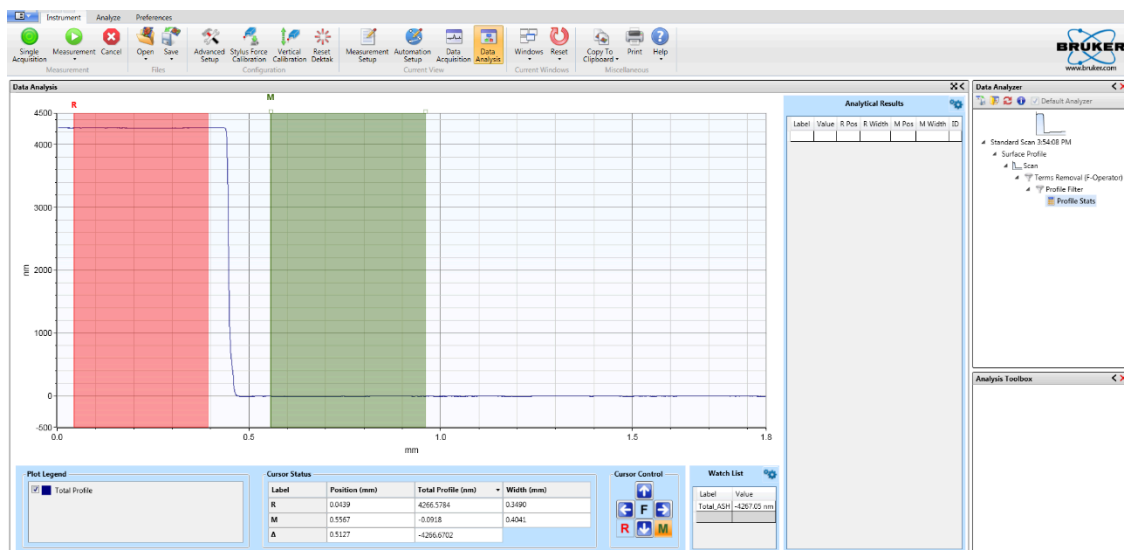 Instrument Analyze Preferences
Single Acquisition Measurement Cancel Open Save Advanced Setup Stylus Force Calibration Vertical Calibration Reset Dektak Measurement Setup Automation Setup Data Acquisition Data Analysis Windows Reset Copy To Clipboard Print Help
Measurement Files Configuration Current View Current Windows Miscellaneous
BRUKER
www.bruker.com
Data Analysis
R M
4500
4000
3000
2000
1000
0
-500
nm
0.0 0.5 1.0 1.5 1.8
mm
Analytical Results
Label Value R Pos R Width M Pos M Width ID
Data Analyzer
Default Analyzer
Standard Scan 3:54:08 PM
Surface Profile
Scan
Terms Removal (F-Operator)
Profile Filter
Profile Stats
Analysis Toolbox
Plot Legend
Total Profile
Cursor Status
Label Position (mm) Total Profile (nm) Width (mm)
R 0.0439 4266.5784 0.3490
M 0.5567 -0.0918 0.4041
Δ 0.5127 -4266.6702
Cursor Control
F
R M
Watch List
Label Value
Total_ASH -4267.05 nm